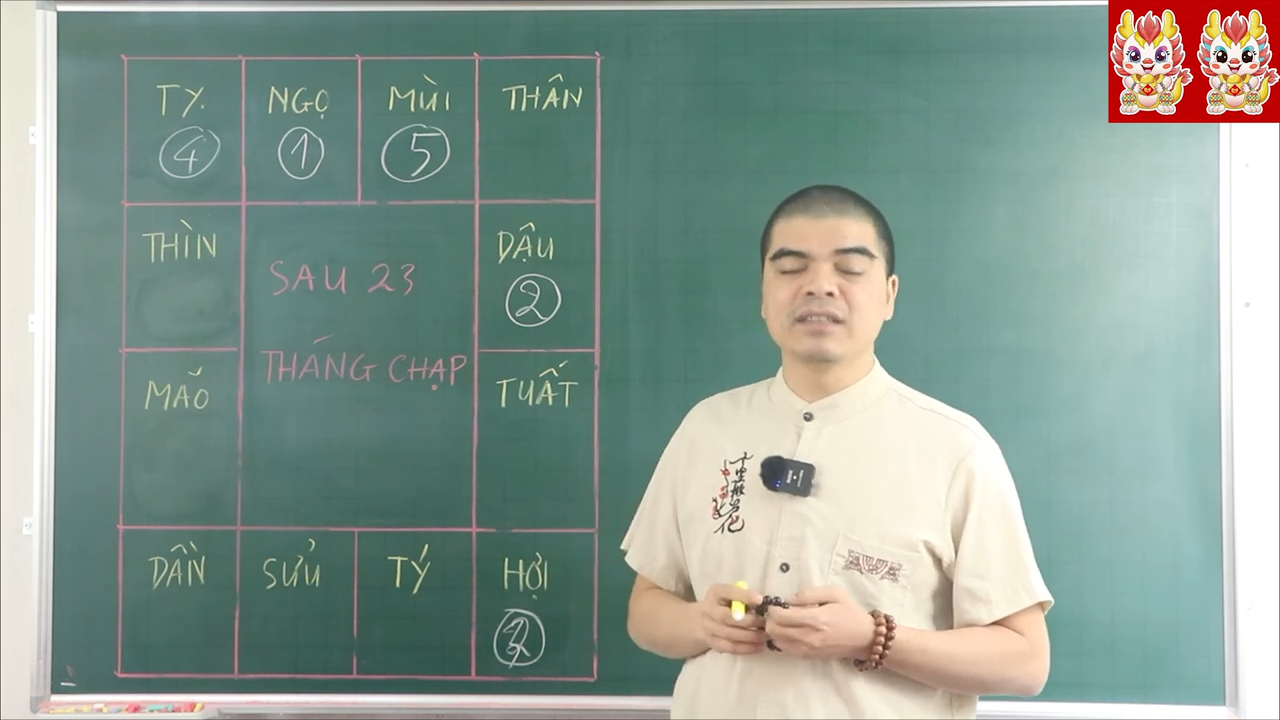 TỴ
NGỌ
MÙI
THÂN
4
1
5
THÌN
DẬU
2
SAU 23
THÁNG CHẠP
MÃO
TUẤT
DẦN
SỬU
TÝ
HỢI